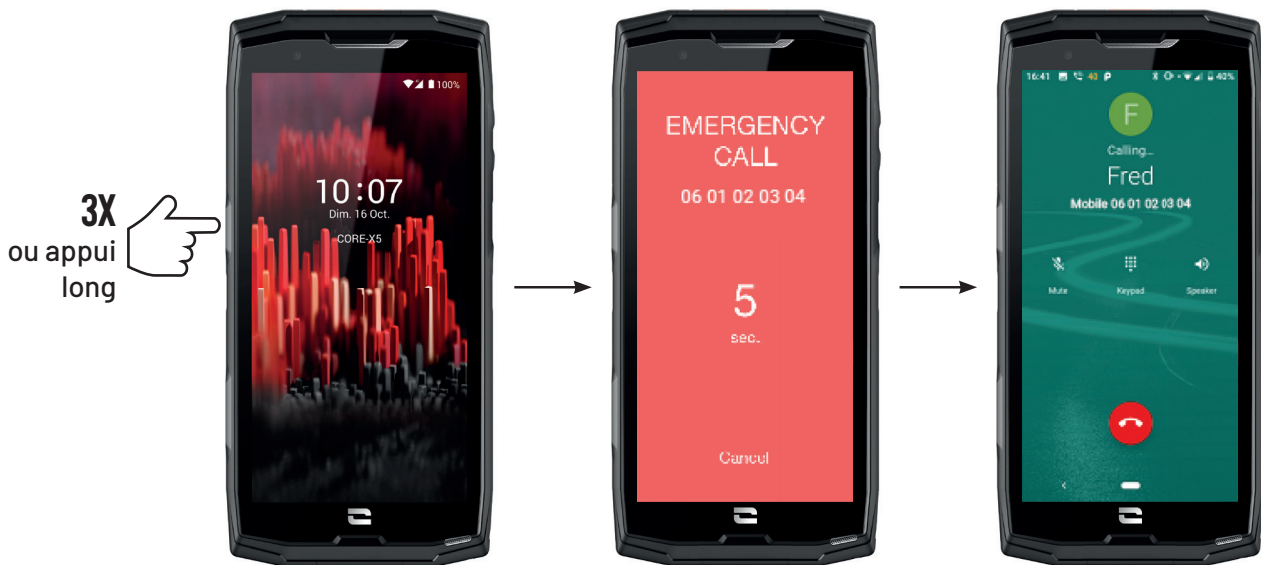 3X
ou appui
long
100%
10:07
Dim. 16 Oct.
CORE-X5
EMERGENCY
CALL
06 01 02 03 04
5
sec.
Cancel
16:41 40 P 40%
F
Calling...
Fred
Mobile 06 01 02 03 04
Mute Keypad Speaker